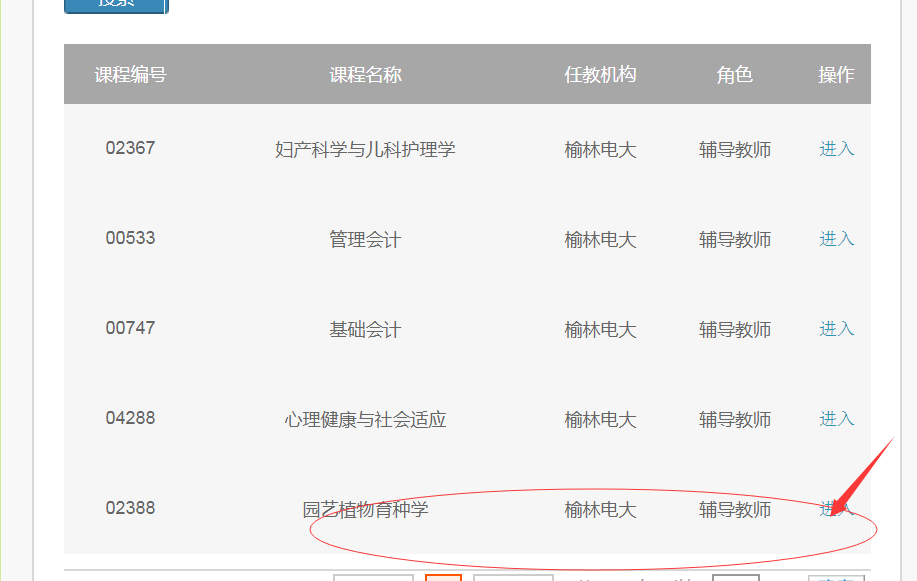 搜索
课程编号 课程名称 任教机构 角色 操作
02367 妇产科学与儿科护理学 榆林电大 辅导教师 进入
00533 管理会计 榆林电大 辅导教师 进入
00747 基础会计 榆林电大 辅导教师 进入
04288 心理健康与社会适应 榆林电大 辅导教师 进入
02388 园艺植物育种学 榆林电大 辅导教师 进入